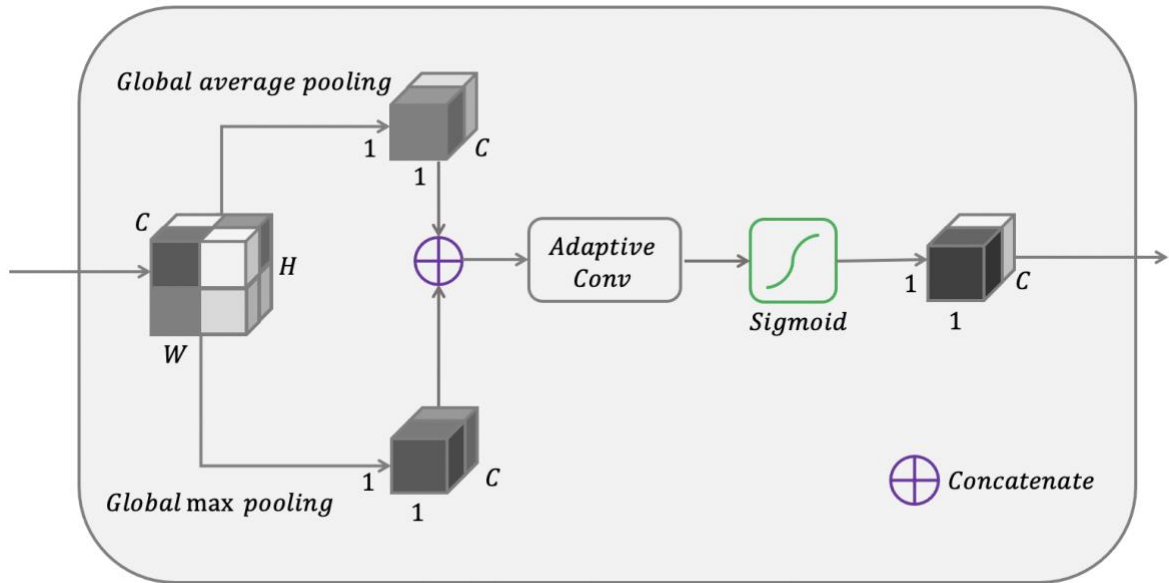 Global average pooling
1
C
1
C
H
W
Adaptive
Conv
Sigmoid
1
C
1
1
C
1
Global max pooling
Concatenate